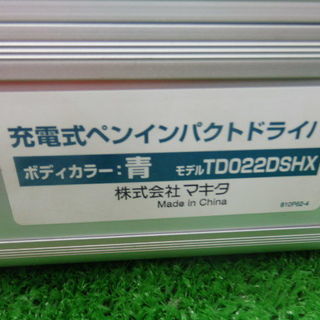 充電式ペンインパクトドライバ
ボディカラー：青 モデルTD022DSHX
株式会社マキタ
Made in China
810P62-4